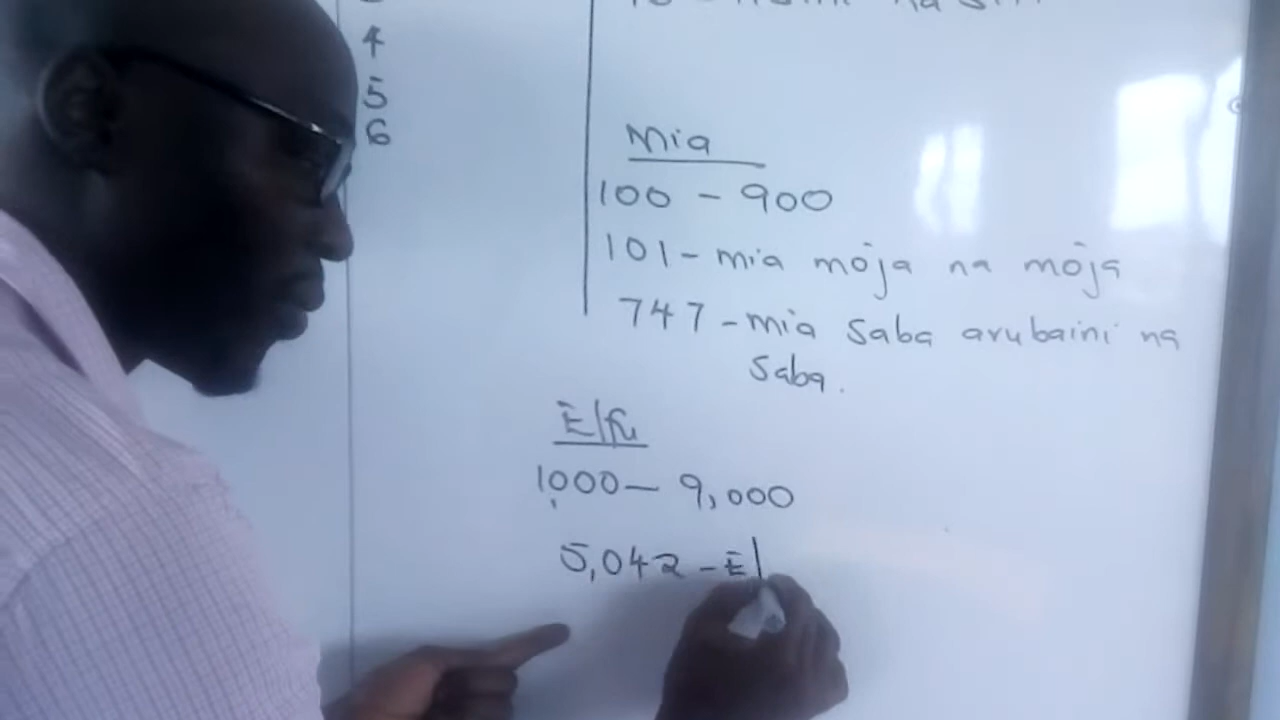 4
5
6
Mia
100 - 900
101 - mia moja na moja
747 - mia saba arubaini na
saba.
Elfu
1,000 - 9,000
5,042 - El